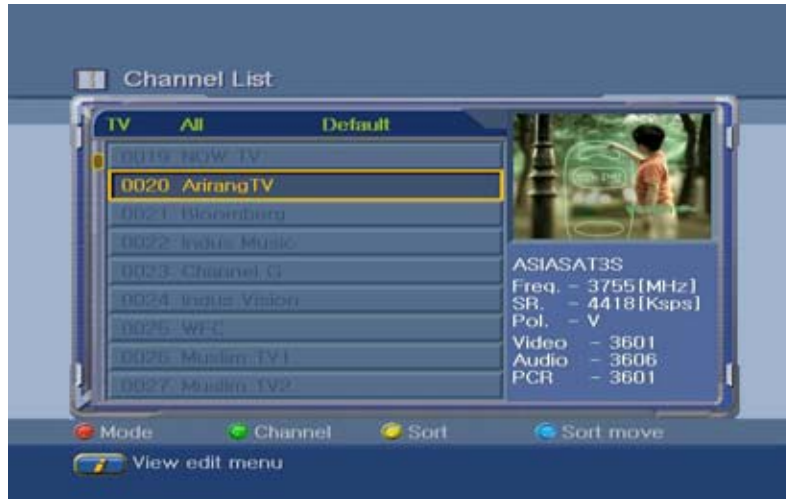 Channel List
TV All Default
0019 NOW TV
0020 ArirangTV
0021 Bloomburg
0022 Indus Music
0023 Channel G
0024 Indus Vision
0025 WFC
0026 Muslim TV1
0027 Muslim TV2
ASIASAT3S
Freq. - 3755[MHz]
SR. - 4418[Ksps]
Pol. - V
Video - 3601
Audio - 3606
PCR - 3601
Mode Channel Sort Sort move
i View edit menu